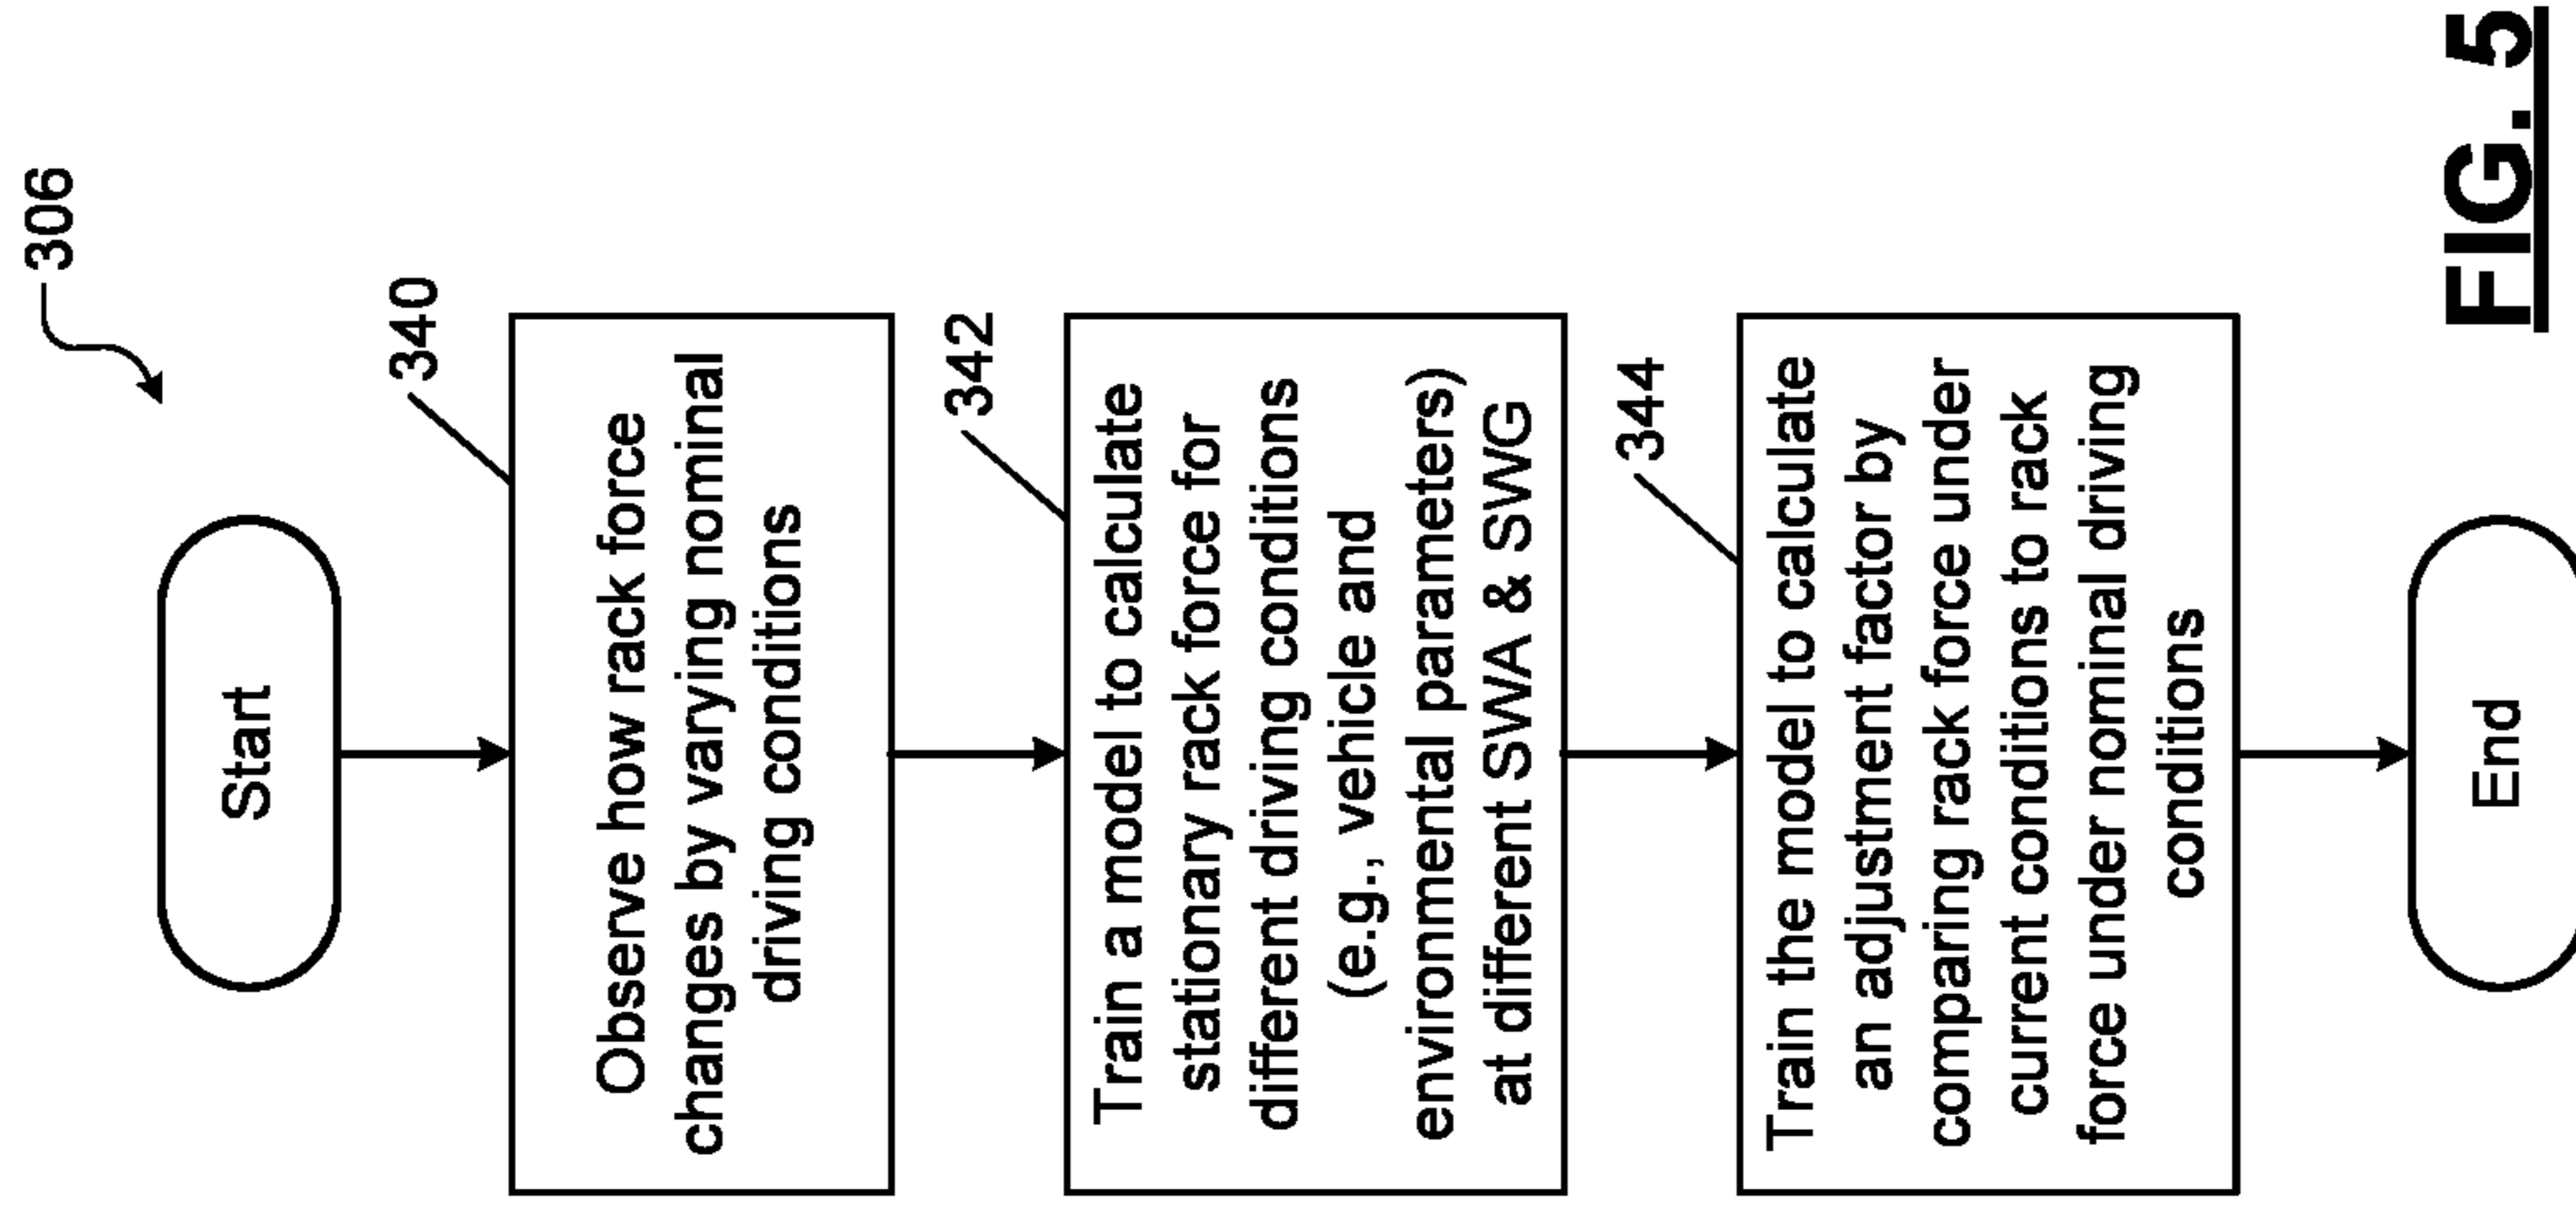 306
Start
340
Observe how rack force
changes by varying nominal
driving conditions
342
Train a model to calculate
stationary rack force for
different driving conditions
(e.g., vehicle and
environmental parameters)
at different SWA & SWG
344
Train the model to calculate
an adjustment factor by
comparing rack force under
current conditions to rack
force under nominal driving
conditions
End
FIG. 5